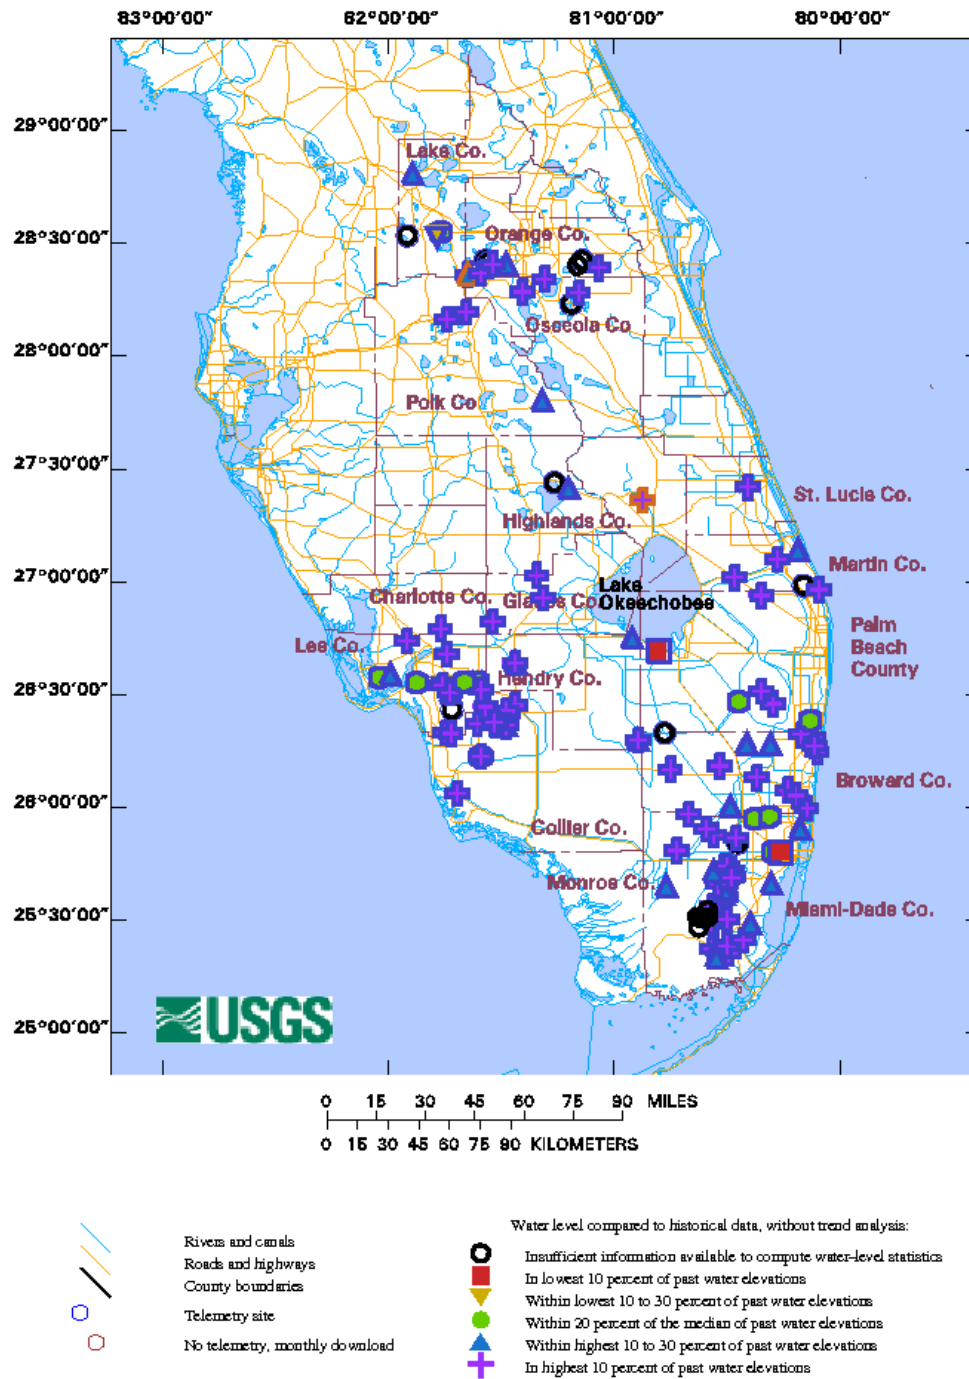 83°00'00" 82°00'00" 81°00'00" 80°00'00"
29°00'00"
Lake Co.
28°30'00"
Orange Co.
Osceola Co
28°00'00"
Polk Co.
27°30'00"
St. Lucie Co.
Highlands Co.
Martin Co.
27°00'00"
Lake
Okeechobee
Charlotte Co.
Glades Co.
Palm
Beach
County
Lee Co.
Hendry Co.
26°30'00"
Broward Co.
26°00'00"
Collier Co.
Monroe Co.
Miami-Dade Co.
25°30'00"
USGS
25°00'00"
0 15 30 45 60 75 90 MILES
0 15 30 45 60 75 90 KILOMETERS
Rivers and canals
Roads and highways
County boundaries
Telemetry site
No telemetry, monthly download
Water level compared to historical data, without trend analysis:
Insufficient information available to compute water-level statistics
In lowest 10 percent of past water elevations
Within lowest 10 to 30 percent of past water elevations
Within 20 percent of the median of past water elevations
Within highest 10 to 30 percent of past water elevations
In highest 10 percent of past water elevations